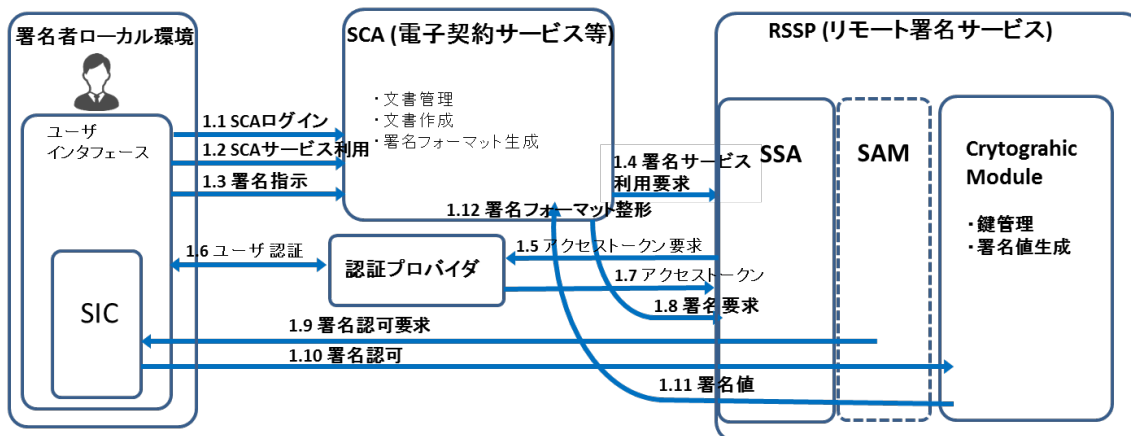 署名者ローカル環境
ユーザ
インタフェース
SIC
SCA (電子契約サービス等)
・文書管理
・文書作成
・署名フォーマット生成
RSSP (リモート署名サービス)
SSA
SAM
Crytograhic
Module
・鍵管理
・署名値生成
認証プロバイダ
1.1 SCAログイン
1.2 SCAサービス利用
1.3 署名指示
1.4 署名サービス
利用要求
1.12 署名フォーマット整形
1.5 アクセストークン要求
1.6 ユーザ認証
1.7 アクセストークン
1.8 署名要求
1.9 署名認可要求
1.10 署名認可
1.11 署名値